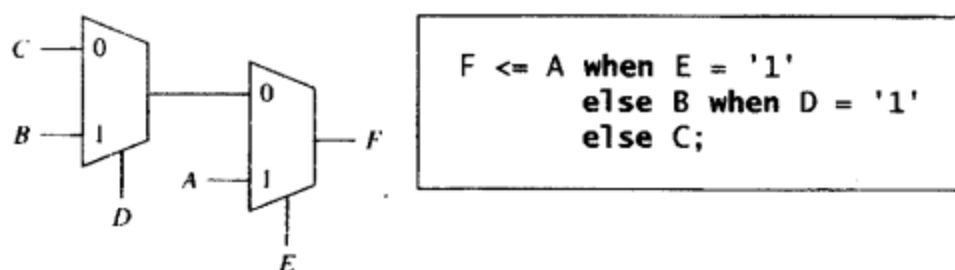 C
0
B
1
D
0
A
1
F
E
F <= A when E = '1'
else B when D = '1'
else C;